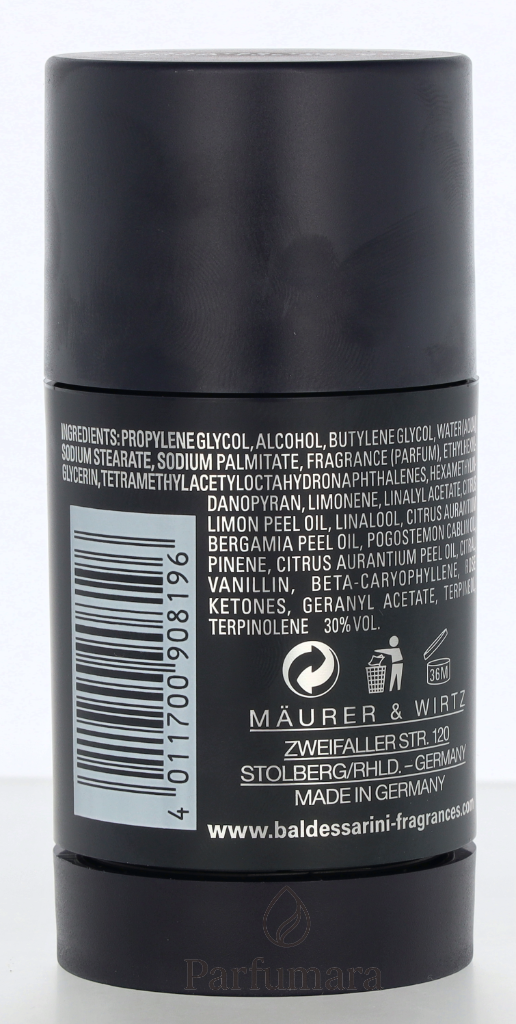 INGREDIENTS: PROPYLENE GLYCOL, ALCOHOL, BUTYLENE GLYCOL, WATER
SODIUM STEARATE, SODIUM PALMITATE, FRAGRANCE (PARFUM),
GLYCERIN, TETRAMETHYL ACETYLOCTAHYDRONAPHTHALENES,
DANOPYRAN, LIMONENE, LINALYL ACETATE,
LIMON PEEL OIL, LINALOOL, CITRUS AURANTIUM
BERGAMIA PEEL OIL, POGOSTEMON CABLIN
PINENE, CITRUS AURANTIUM PEEL OIL,
VANILLIN, BETA-CARYOPHYLLENE,
KETONES, GERANYL ACETATE,
TERPINOLENE 30% VOL.
36M
MÄURER & WIRTZ
ZWEIFALLER STR. 120
STOLBERG/RHLD. – GERMANY
MADE IN GERMANY
www.baldessarini-fragrances.com
4 011700 908196
Parfumara